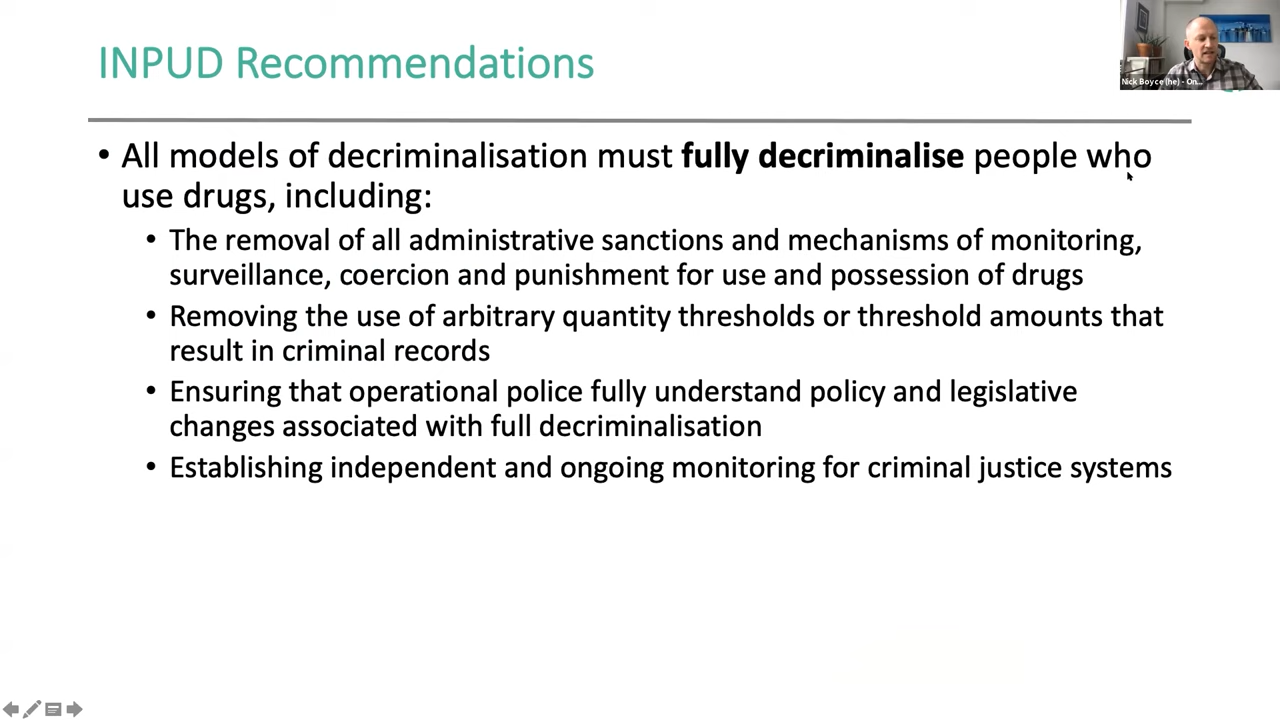 INPUD Recommendations
Nick Boyce (he) - On...
• All models of decriminalisation must fully decriminalise people who
use drugs, including:
• The removal of all administrative sanctions and mechanisms of monitoring,
surveillance, coercion and punishment for use and possession of drugs
• Removing the use of arbitrary quantity thresholds or threshold amounts that
result in criminal records
• Ensuring that operational police fully understand policy and legislative
changes associated with full decriminalisation
• Establishing independent and ongoing monitoring for criminal justice systems